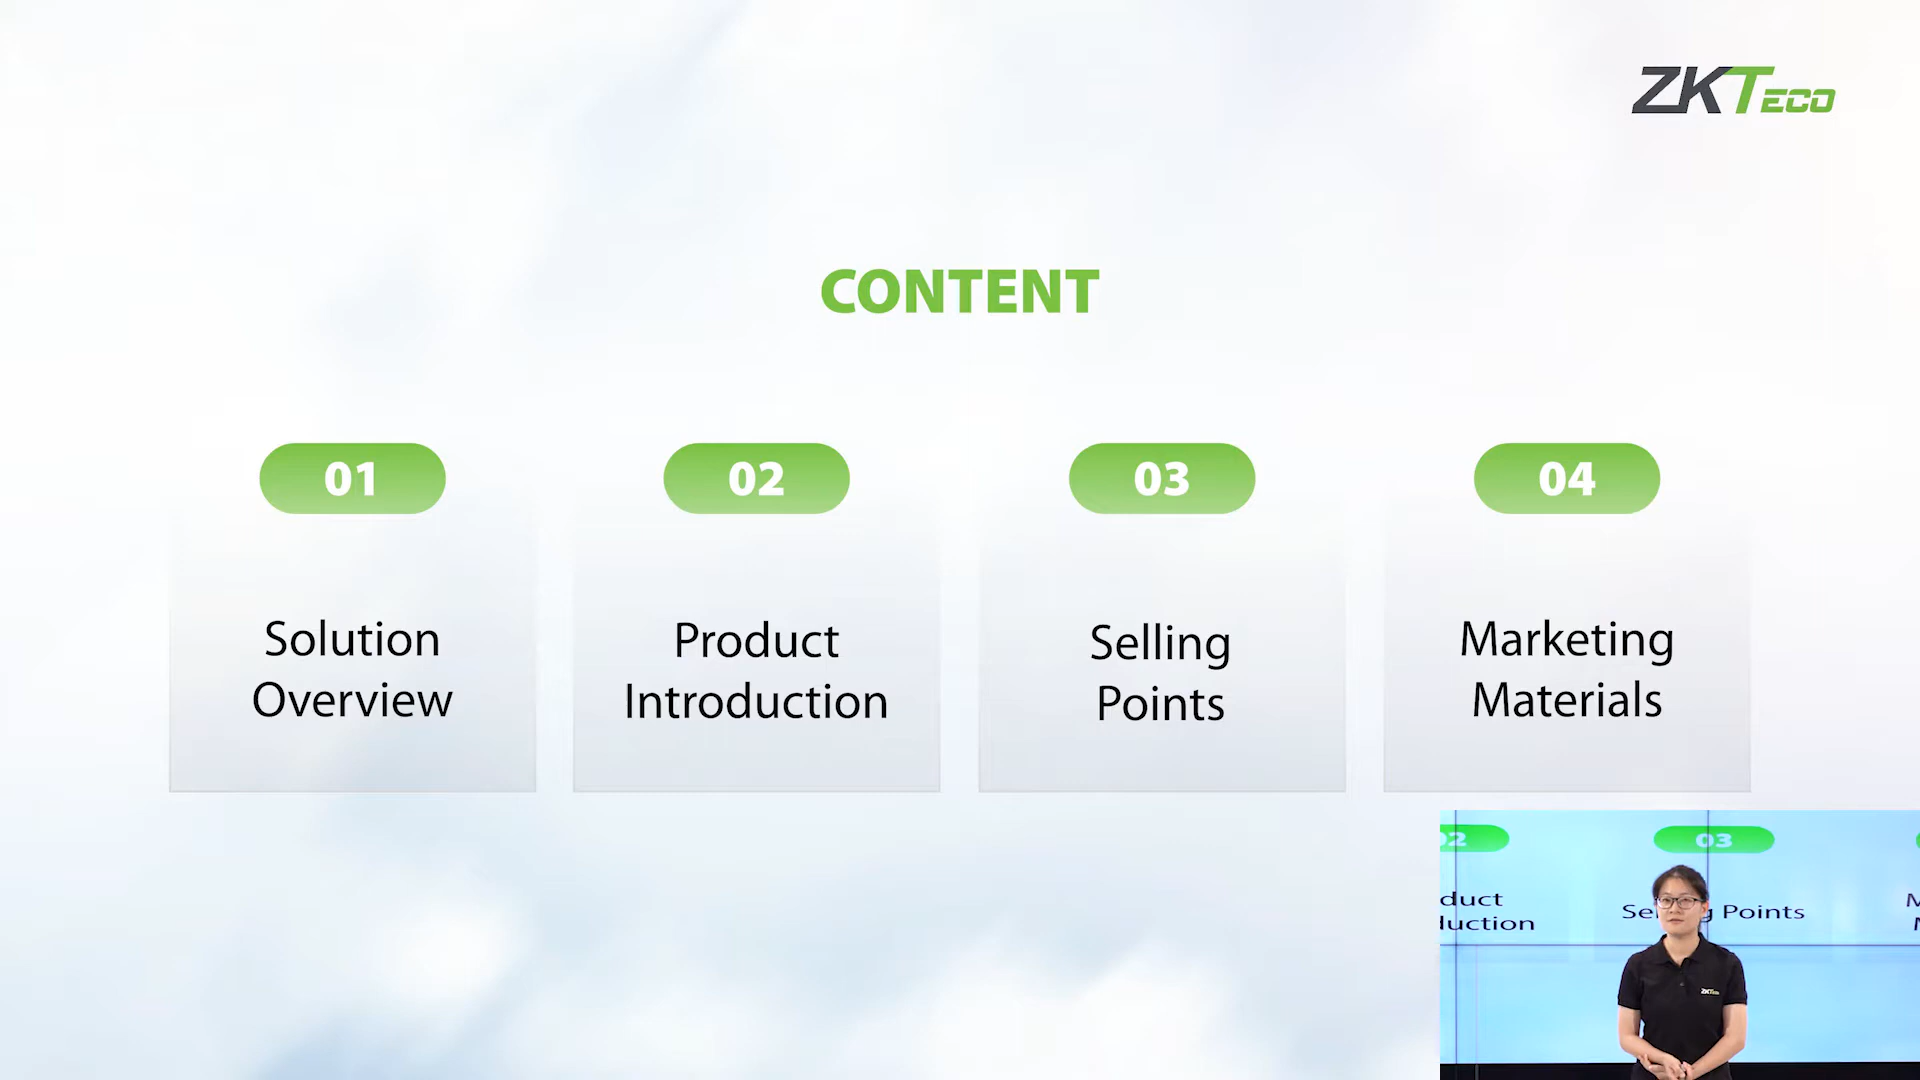 ZKTECO
CONTENT
01
02
03
04
Solution
Overview
Product
Introduction
Selling
Points
Marketing
Materials
02
03
duct
duction
Points
ZKTeco